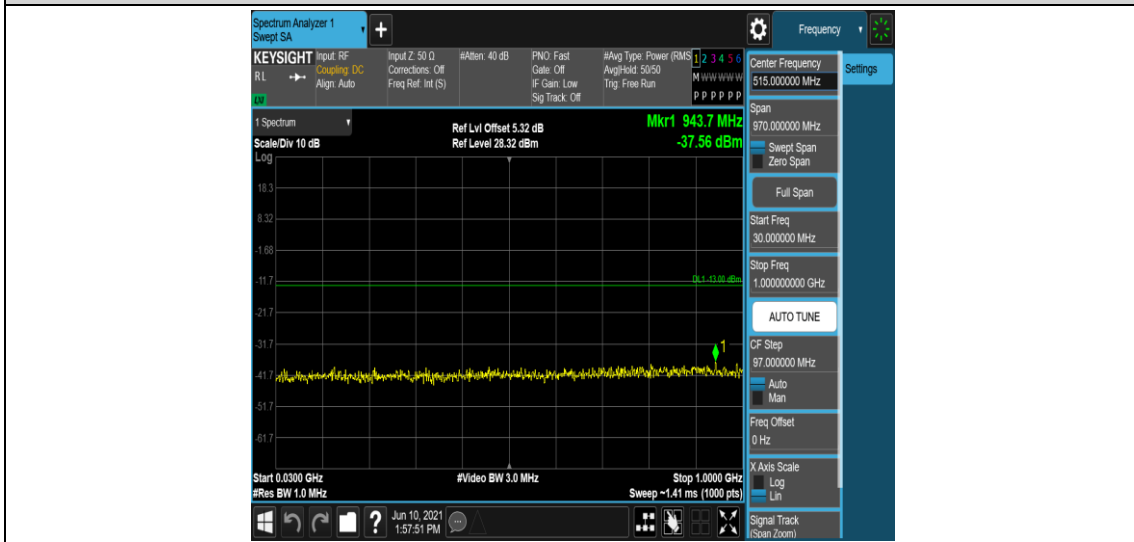 Spectrum Analyzer 1
Swept SA
+
Frequency
KEYSIGHT
RL
LXI
Input: RF
Coupling: DC
Align: Auto
Input Z: 50 Ω
Corrections: Off
Freq Ref: Int (S)
#Atten: 40 dB
PNO: Fast
Gate: Off
IF Gain: Low
Sig Track: Off
#Avg Type: Power (RMS
Avg|Hold: 50/50
Trig: Free Run
1 2 3 4 5 6
M W W W W W
P P P P P P
1 Spectrum
Scale/Div 10 dB
Log
Ref Lvl Offset 5.32 dB
Ref Level 28.32 dBm
Mkr1 943.7 MHz
-37.56 dBm
18.3
8.32
-1.68
-11.7
-21.7
-31.7
-41.7
-51.7
-61.7
DL1 -13.00 dBm
1
Start 0.0300 GHz
#Res BW 1.0 MHz
#Video BW 3.0 MHz
Stop 1.0000 GHz
Sweep ~1.41 ms (1000 pts)
Center Frequency
515.000000 MHz
Settings
Span
970.000000 MHz
Swept Span
Zero Span
Full Span
Start Freq
30.000000 MHz
Stop Freq
1.000000000 GHz
AUTO TUNE
CF Step
97.000000 MHz
Auto
Man
Freq Offset
0 Hz
X Axis Scale
Log
Lin
Signal Track
(Span Zoom)
?
Jun 10, 2021
1:57:51 PM